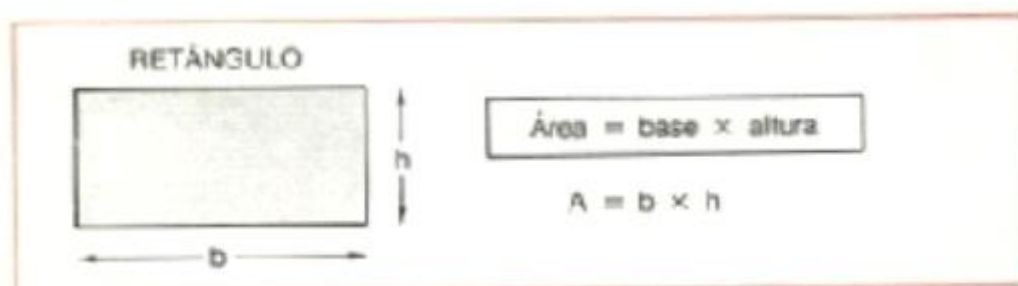 RETÂNGULO
Área = base × altura
h
A = b × h
b